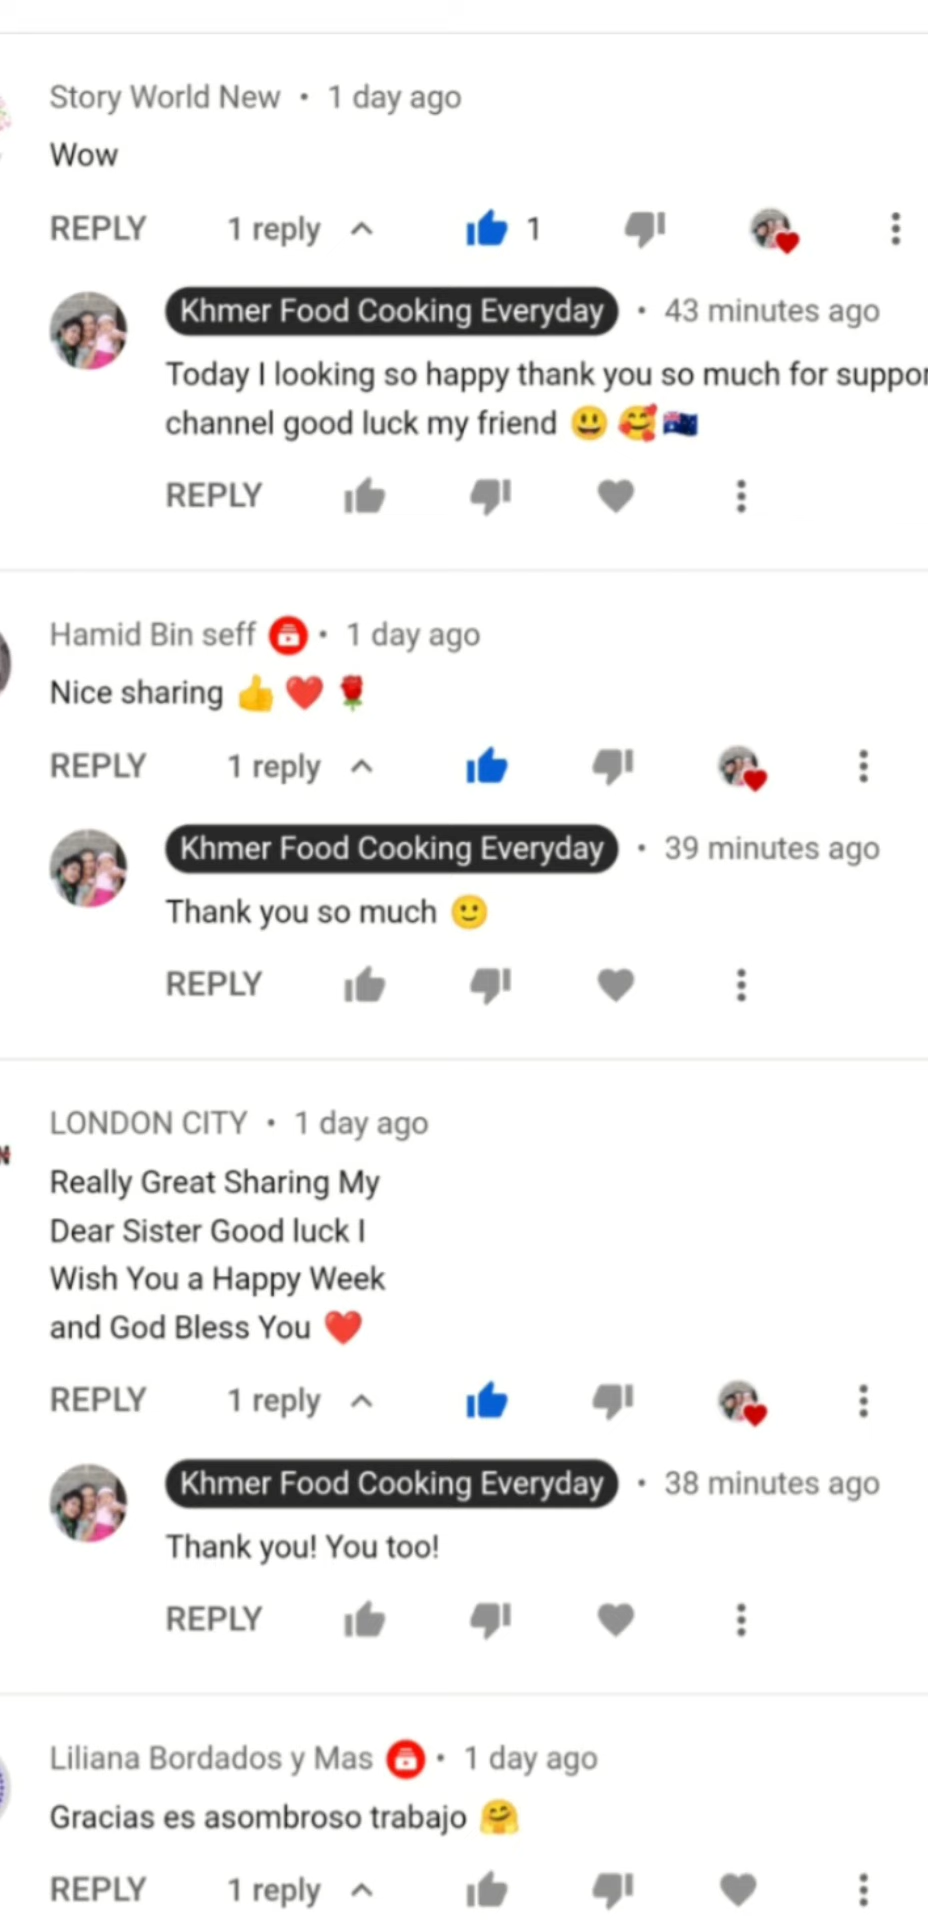 Story World New • 1 day ago
Wow
REPLY 1 reply 1
Khmer Food Cooking Everyday • 43 minutes ago
Today I looking so happy thank you so much for
channel good luck my friend 😃 🥰 🇦🇺
REPLY
Hamid Bin seff • 1 day ago
Nice sharing 👍 ❤️ 🌹
REPLY 1 reply
Khmer Food Cooking Everyday • 39 minutes ago
Thank you so much 🙂
REPLY
LONDON CITY • 1 day ago
Really Great Sharing My
Dear Sister Good luck I
Wish You a Happy Week
and God Bless You ❤️
REPLY 1 reply
Khmer Food Cooking Everyday • 38 minutes ago
Thank you! You too!
REPLY
Liliana Bordados y Mas • 1 day ago
Gracias es asombroso trabajo 🤗
REPLY 1 reply